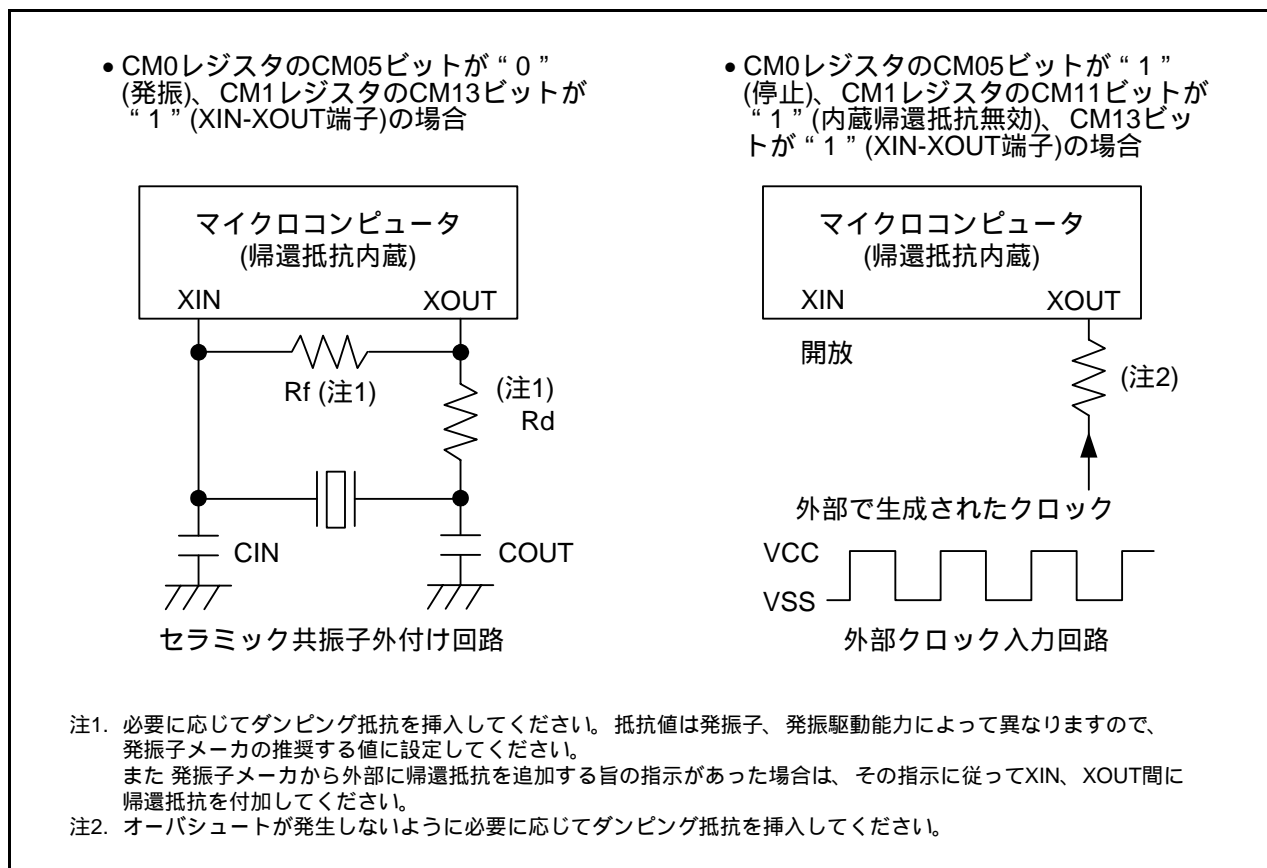 • CM0レジスタのCM05ビットが“0”
(発振)、CM1レジスタのCM13ビットが
“1”(XIN-XOUT端子)の場合
マイクロコンピュータ
(帰還抵抗内蔵)
XIN XOUT
Rf (注1)
(注1)
Rd
CIN COUT
セラミック共振子外付け回路
• CM0レジスタのCM05ビットが“1”
(停止)、CM1レジスタのCM11ビットが
“1”(内蔵帰還抵抗無効)、CM13ビッ
トが“1”(XIN-XOUT端子)の場合
マイクロコンピュータ
(帰還抵抗内蔵)
XIN XOUT
開放
(注2)
外部で生成されたクロック
VCC
VSS
外部クロック入力回路
注1. 必要に応じてダンピング抵抗を挿入してください。抵抗値は発振子、発振駆動能力によって異なりますので、
発振子メーカの推奨する値に設定してください。
また 発振子メーカから外部に帰還抵抗を追加する旨の指示があった場合は、その指示に従ってXIN、XOUT間に
帰還抵抗を付加してください。
注2. オーバシュートが発生しないように必要に応じてダンピング抵抗を挿入してください。